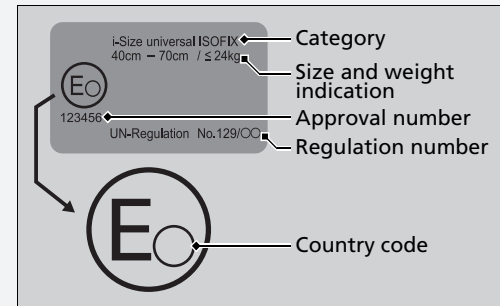 i-Size universal ISOFIX
40cm – 70cm / ≤ 24kg
E
123456
UN-Regulation No.129/○○
E
Category
Size and weight
indication
Approval number
Regulation number
Country code